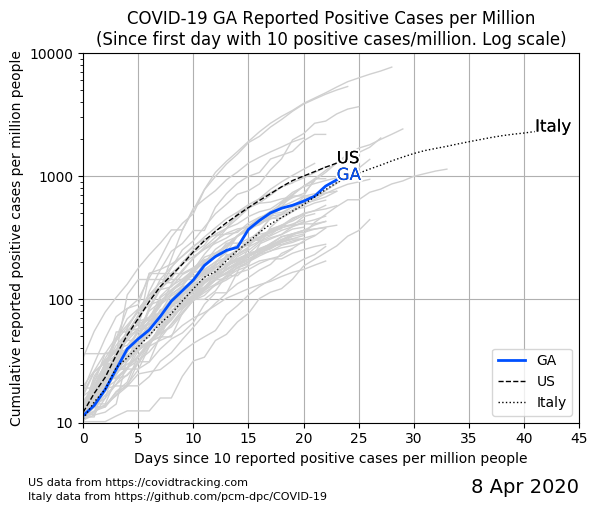 COVID-19 GA Reported Positive Cases per Million
(Since first day with 10 positive cases/million. Log scale)
Cumulative reported positive cases per million people
10000
1000
100
10
US
GA
Italy
GA
US
Italy
0 5 10 15 20 25 30 35 40 45
Days since 10 reported positive cases per million people
US data from https://covidtracking.com
Italy data from https://github.com/pcm-dpc/COVID-19
8 Apr 2020